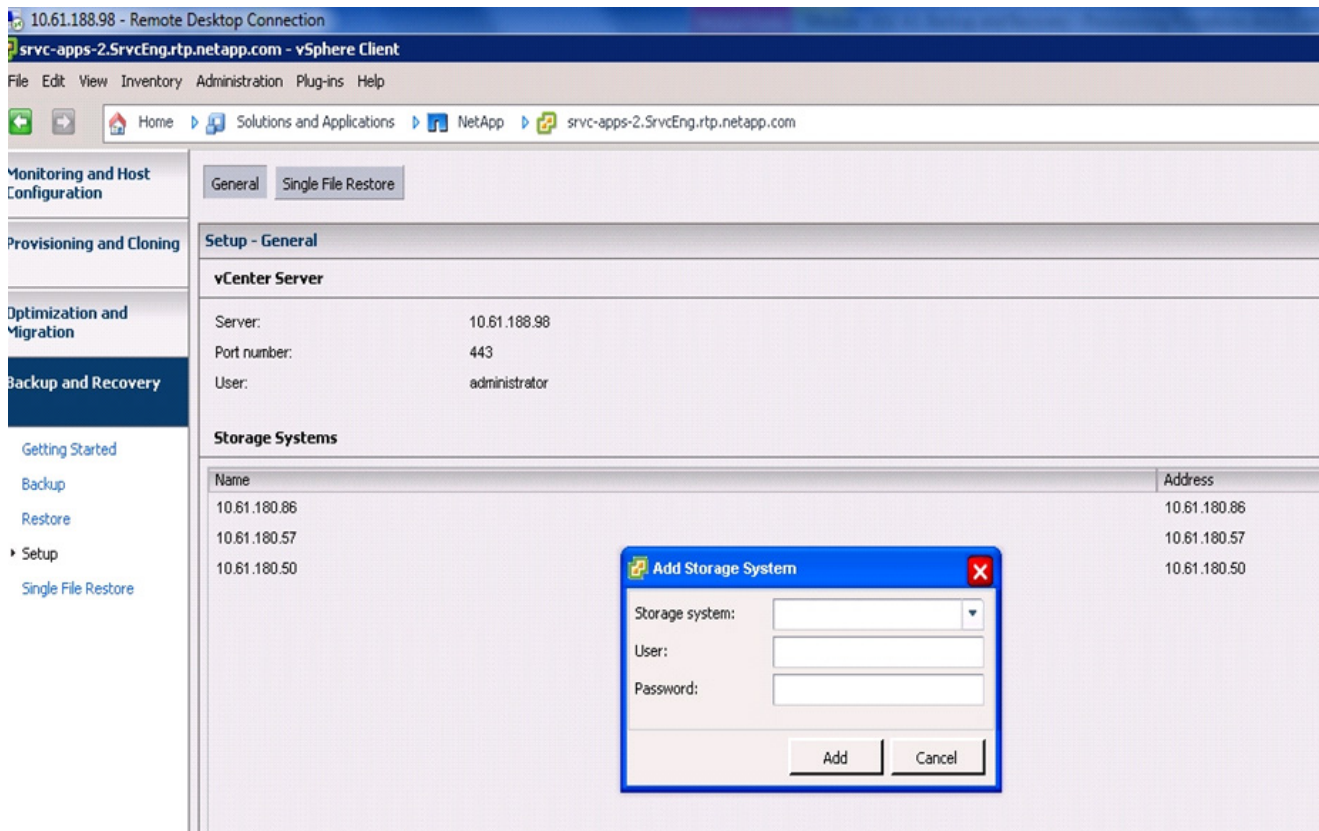 10.61.188.98 - Remote Desktop Connection
srvc-apps-2.SrvcEng.rtp.netapp.com - vSphere Client
File Edit View Inventory Administration Plug-ins Help
Home Solutions and Applications NetApp srvc-apps-2.SrvcEng.rtp.netapp.com
Monitoring and Host
Configuration
Provisioning and Cloning
Optimization and
Migration
Backup and Recovery
Getting Started
Backup
Restore
Setup
Single File Restore
General Single File Restore
Setup - General
vCenter Server
Server: 10.61.188.98
Port number: 443
User: administrator
Storage Systems
Name Address
10.61.180.86 10.61.180.86
10.61.180.57 10.61.180.57
10.61.180.50 10.61.180.50
Add Storage System
Storage system:
User:
Password:
Add Cancel